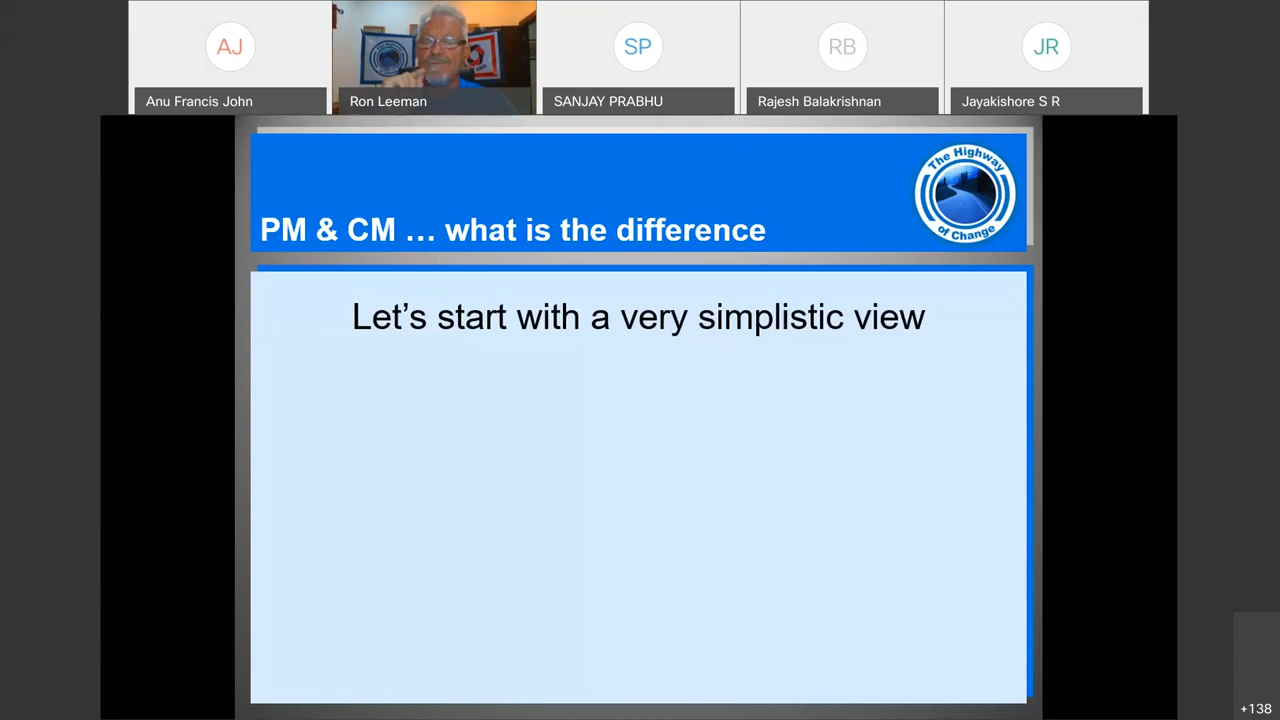 AJ
SP
RB
JR
Anu Francis John
Ron Leeman
SANJAY PRABHU
Rajesh Balakrishnan
Jayakishore S R
The Highway
of Change
PM & CM … what is the difference
Let’s start with a very simplistic view
+138